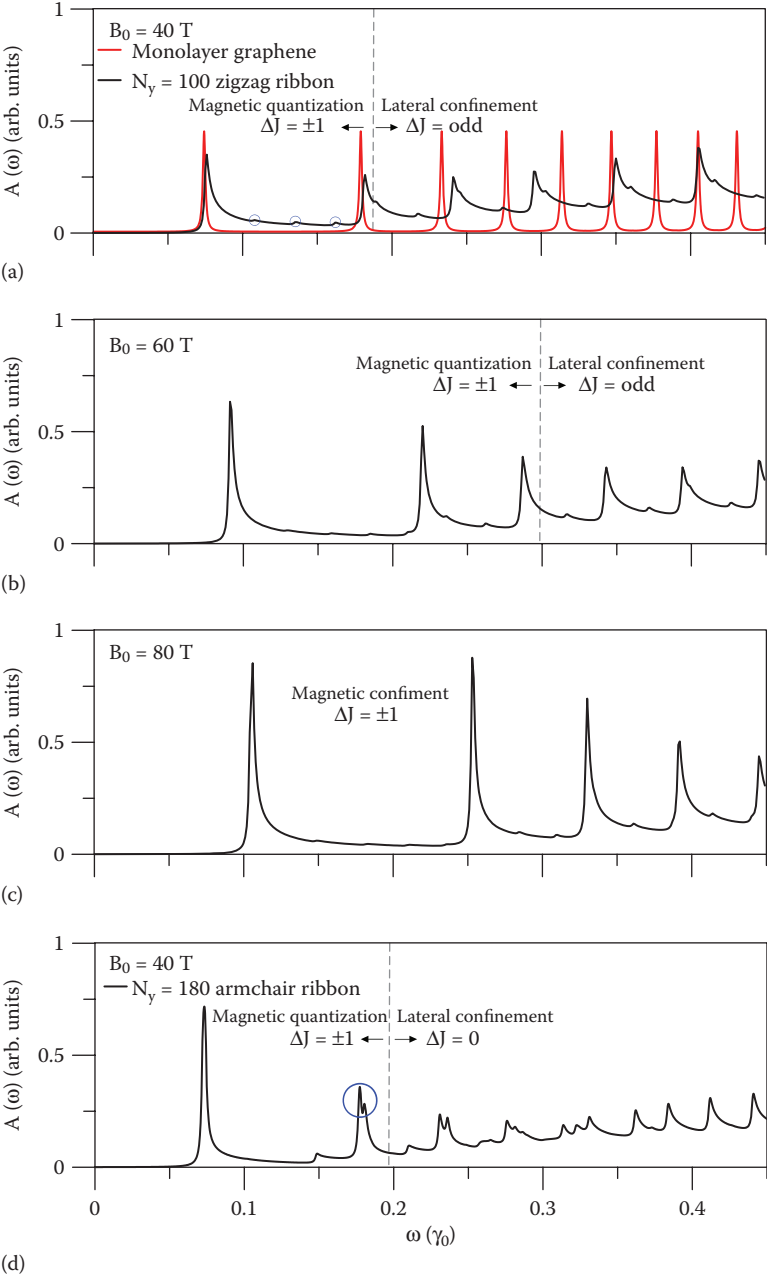 1
B₀ = 40 T
Monolayer graphene
N_y = 100 zigzag ribbon
Magnetic quantization
Lateral confinement
ΔJ = ±1
ΔJ = odd
0.5
0
A (ω) (arb. units)
(a)
1
B₀ = 60 T
Magnetic quantization
Lateral confinement
ΔJ = ±1
ΔJ = odd
0.5
0
A (ω) (arb. units)
(b)
1
B₀ = 80 T
Magnetic confiment
ΔJ = ±1
0.5
0
A (ω) (arb. units)
(c)
1
B₀ = 40 T
N_y = 180 armchair ribbon
Magnetic quantization
Lateral confinement
ΔJ = ±1
ΔJ = 0
0.5
0
A (ω) (arb. units)
0 0.1 0.2 0.3 0.4
ω (γ₀)
(d)